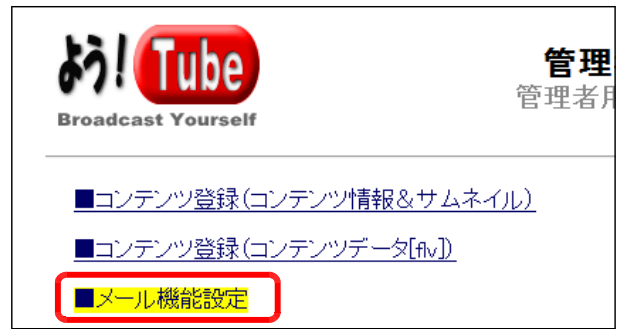 よう! Tube
Broadcast Yourself
管理
管理者用
■コンテンツ登録(コンテンツ情報&サムネイル)
■コンテンツ登録(コンテンツデータ[flv])
■メール機能設定